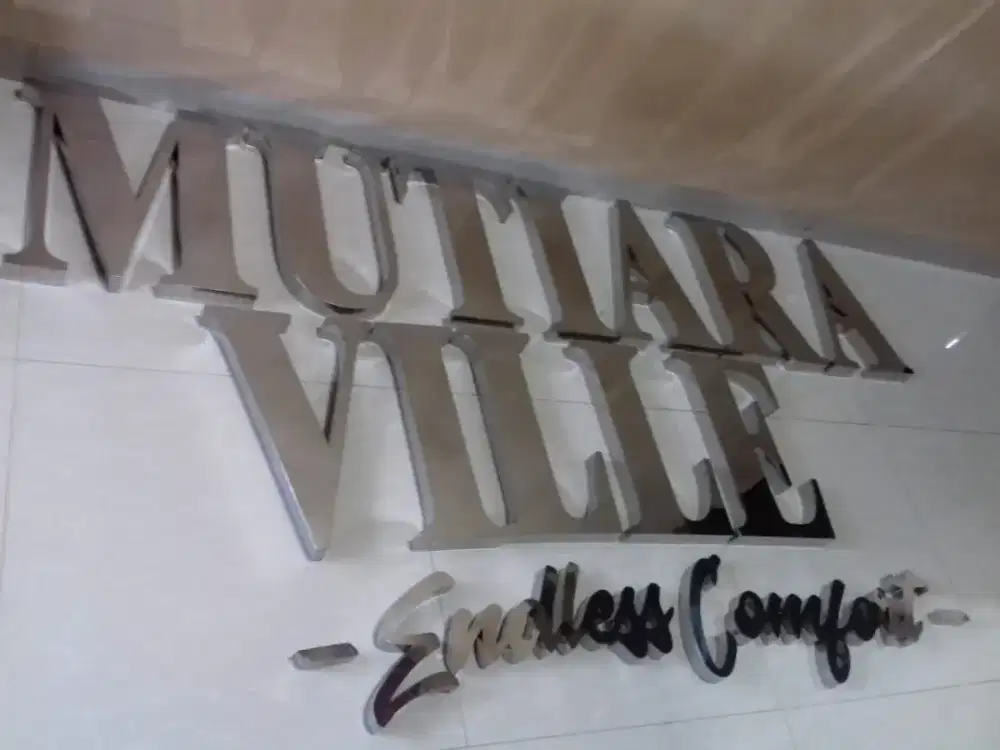 MUTIARA
VILLE
- Endless Comfort -